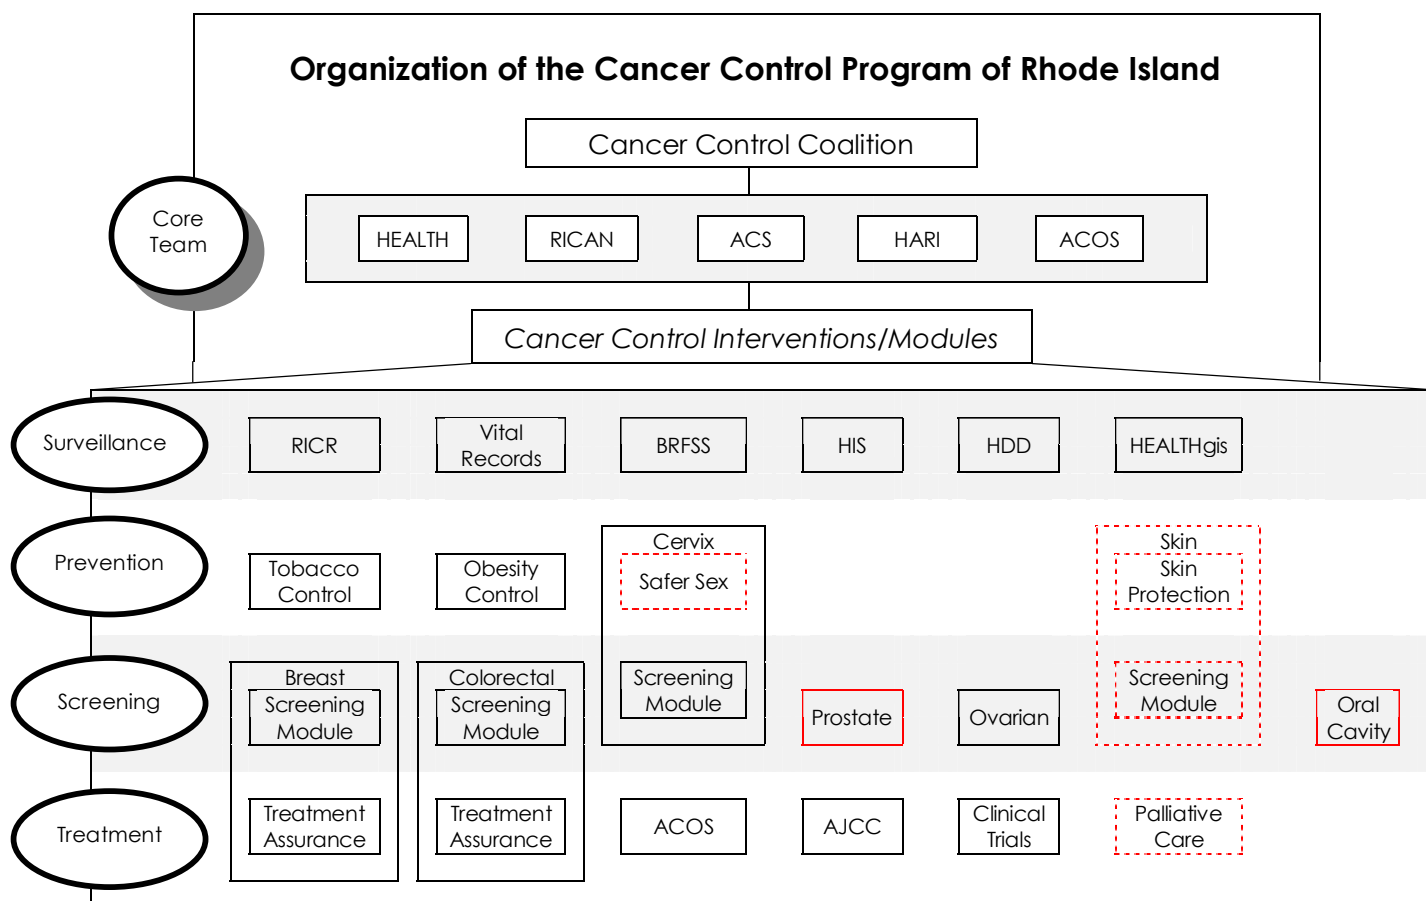 Organization of the Cancer Control Program of Rhode Island
Cancer Control Coalition
Core
Team
HEALTH
RICAN
ACS
HARI
ACOS
Cancer Control Interventions/Modules
Surveillance
RICR
Vital
Records
BRFSS
HIS
HDD
HEALTHgis
Prevention
Tobacco
Control
Obesity
Control
Cervix
Safer Sex
Skin
Skin
Protection
Screening
Breast
Screening
Module
Colorectal
Screening
Module
Screening
Module
Prostate
Ovarian
Screening
Module
Oral
Cavity
Treatment
Treatment
Assurance
Treatment
Assurance
ACOS
AJCC
Clinical
Trials
Palliative
Care